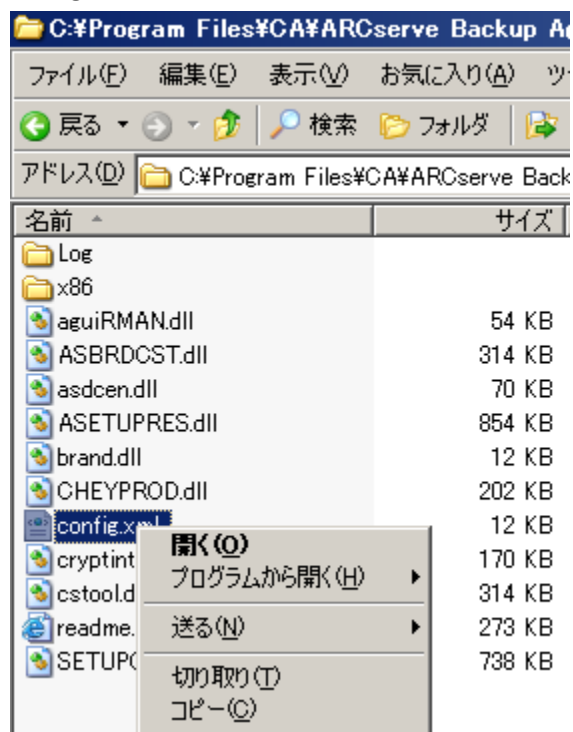 C:¥Program Files¥CA¥ARCserve Backup A
ファイル(F) 編集(E) 表示(V) お気に入り(A) ツ
戻る 検索 フォルダ
アドレス(D) C:¥Program Files¥CA¥ARCserve Back
名前 サイズ
Log
x86
aguiRMAN.dll 54 KB
ASBRDCST.dll 314 KB
asdcen.dll 70 KB
ASETUPRES.dll 854 KB
brand.dll 12 KB
CHEYPROD.dll 202 KB
config.xml 12 KB
開く(O)
cryptint 170 KB
プログラムから開く(H)
cstool.d 314 KB
readme. 273 KB
送る(N)
SETUP 738 KB
切り取り(T)
コピー(C)